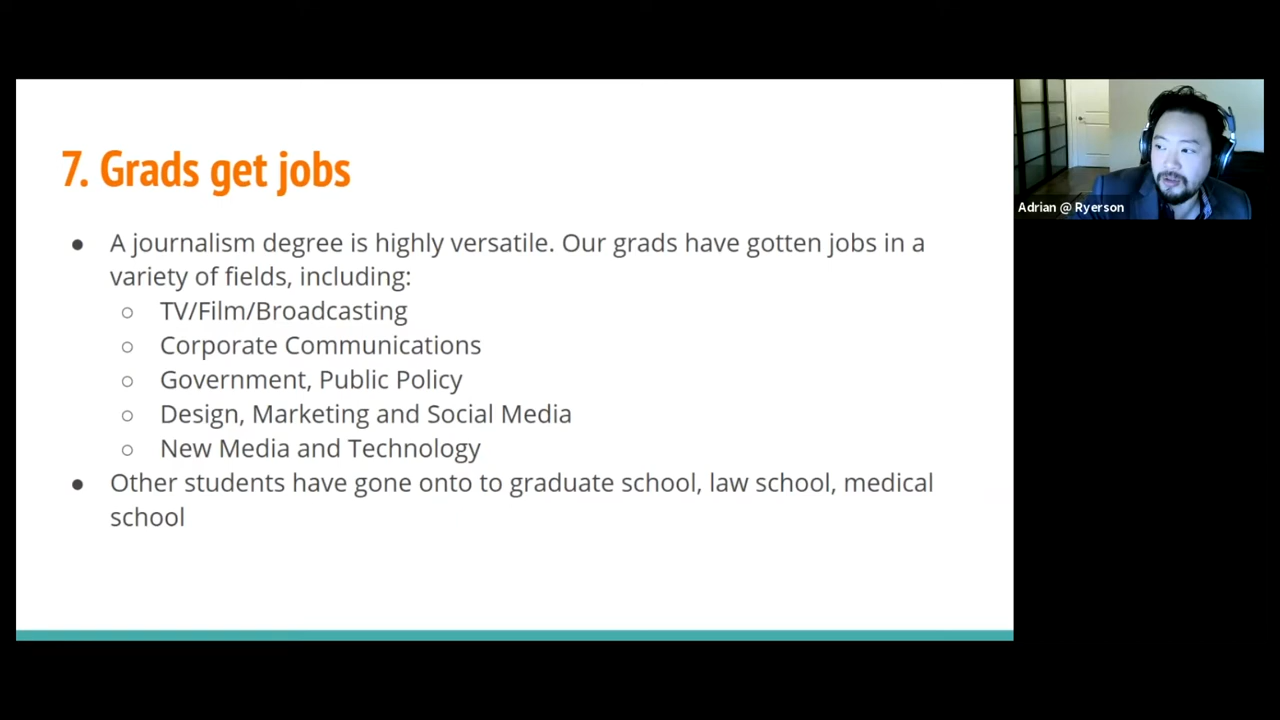 7. Grads get jobs
● A journalism degree is highly versatile. Our grads have gotten jobs in a
variety of fields, including:
○ TV/Film/Broadcasting
○ Corporate Communications
○ Government, Public Policy
○ Design, Marketing and Social Media
○ New Media and Technology
● Other students have gone onto to graduate school, law school, medical
school
Adrian @ Ryerson